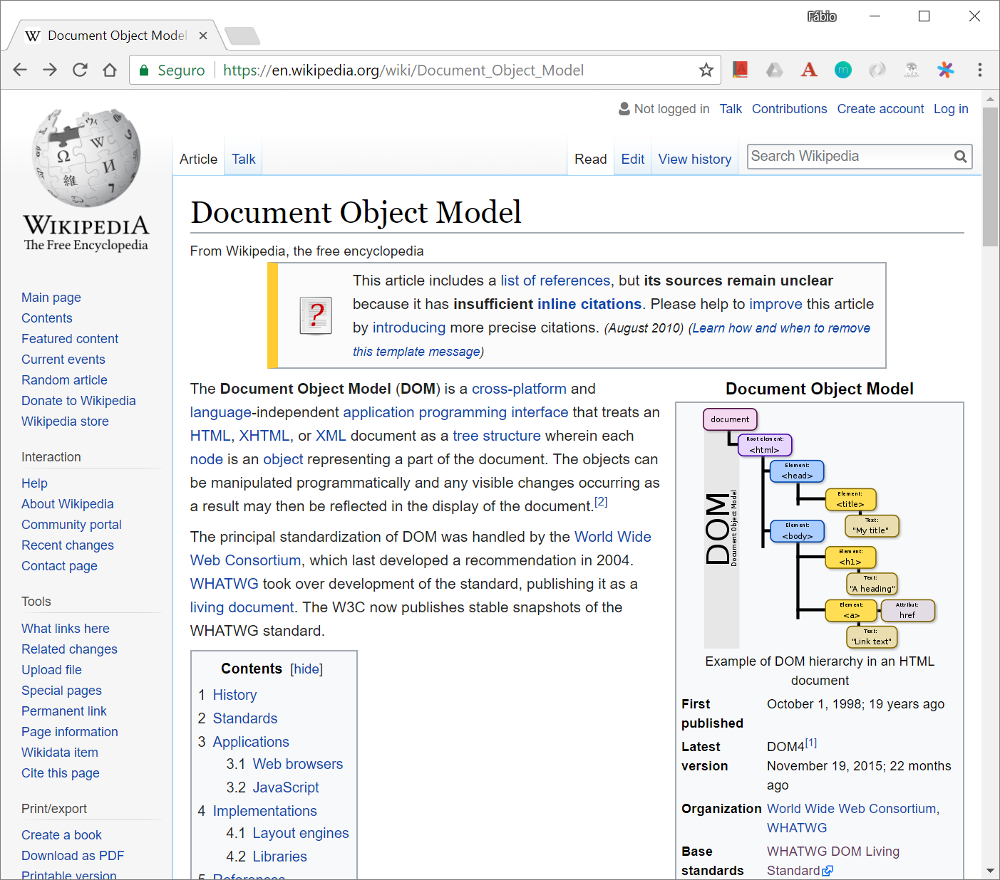 Fábio
Document Object Model
Seguro https://en.wikipedia.org/wiki/Document_Object_Model
Not logged in Talk Contributions Create account Log in
Article Talk Read Edit View history Search Wikipedia
WIKIPEDIA
The Free Encyclopedia
Main page
Contents
Featured content
Current events
Random article
Donate to Wikipedia
Wikipedia store
Interaction
Help
About Wikipedia
Community portal
Recent changes
Contact page
Tools
What links here
Related changes
Upload file
Special pages
Permanent link
Page information
Wikidata item
Cite this page
Print/export
Create a book
Download as PDF
Printable version
Document Object Model
From Wikipedia, the free encyclopedia
This article includes a list of references, but its sources remain unclear
because it has insufficient inline citations. Please help to improve this article
by introducing more precise citations. (August 2010) (Learn how and when to remove
this template message)
The Document Object Model (DOM) is a cross-platform and
language-independent application programming interface that treats an
HTML, XHTML, or XML document as a tree structure wherein each
node is an object representing a part of the document. The objects can
be manipulated programmatically and any visible changes occurring as
a result may then be reflected in the display of the document.[2]
The principal standardization of DOM was handled by the World Wide
Web Consortium, which last developed a recommendation in 2004.
WHATWG took over development of the standard, publishing it as a
living document. The W3C now publishes stable snapshots of the
WHATWG standard.
Contents [hide]
1 History
2 Standards
3 Applications
3.1 Web browsers
3.2 JavaScript
4 Implementations
4.1 Layout engines
4.2 Libraries
5 References
Document Object Model
DOM
Document Object Model
document
Root element:
<html>
Element:
<head>
Element:
<title>
Text:
"My title"
Element:
<body>
Element:
<h1>
Text:
"A heading"
Element:
<a>
Attribut:
href
Text:
"Link text"
Example of DOM hierarchy in an HTML
document
First published October 1, 1998; 19 years ago
Latest version DOM4[1]
November 19, 2015; 22 months
ago
Organization World Wide Web Consortium,
WHATWG
Base standards WHATWG DOM Living
Standard